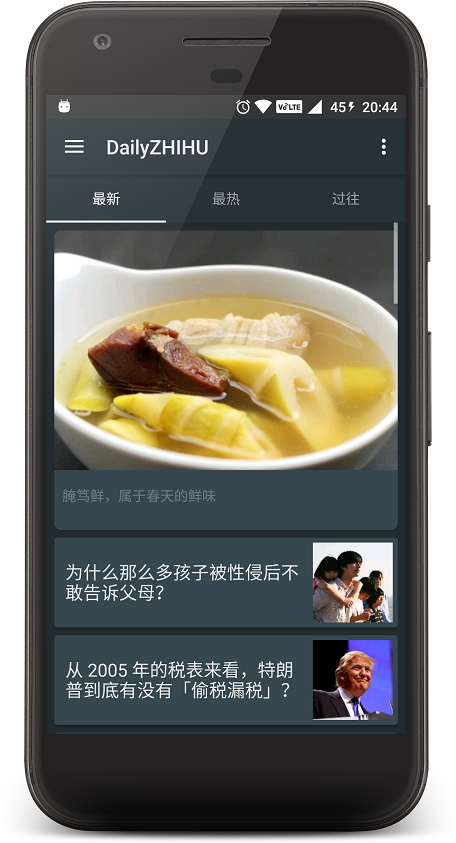 VoLTE 45 20:44
DailyZHIHU
最新 最热 过往
腌笃鲜，属于春天的鲜味
为什么那么多孩子被性侵后不
敢告诉父母？
从 2005 年的税表来看，特朗
普到底有没有「偷税漏税」？